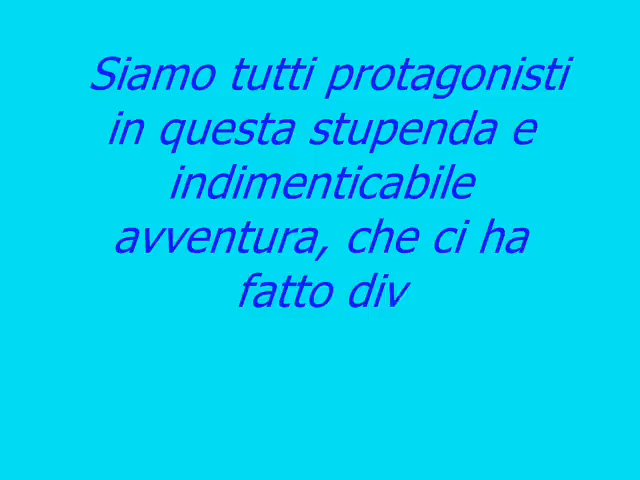 Siamo tutti protagonisti
in questa stupenda e
indimenticabile
avventura, che ci ha
fatto div